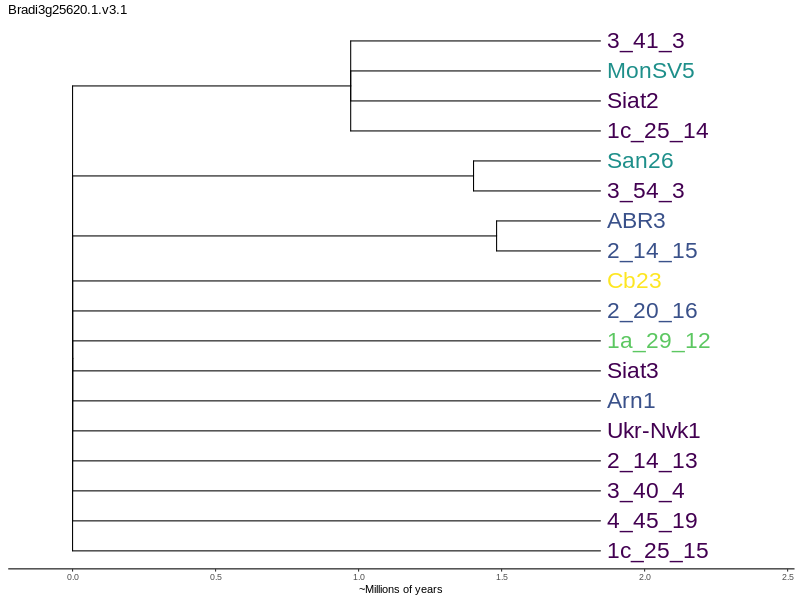 Bradi3g25620.1.v3.1
3_41_3
MonSV5
Siat2
1c_25_14
San26
3_54_3
ABR3
2_14_15
Cb23
2_20_16
1a_29_12
Siat3
Arn1
Ukr-Nvk1
2_14_13
3_40_4
4_45_19
1c_25_15
0.0 0.5 1.0 1.5 2.0 2.5
~Millions of years